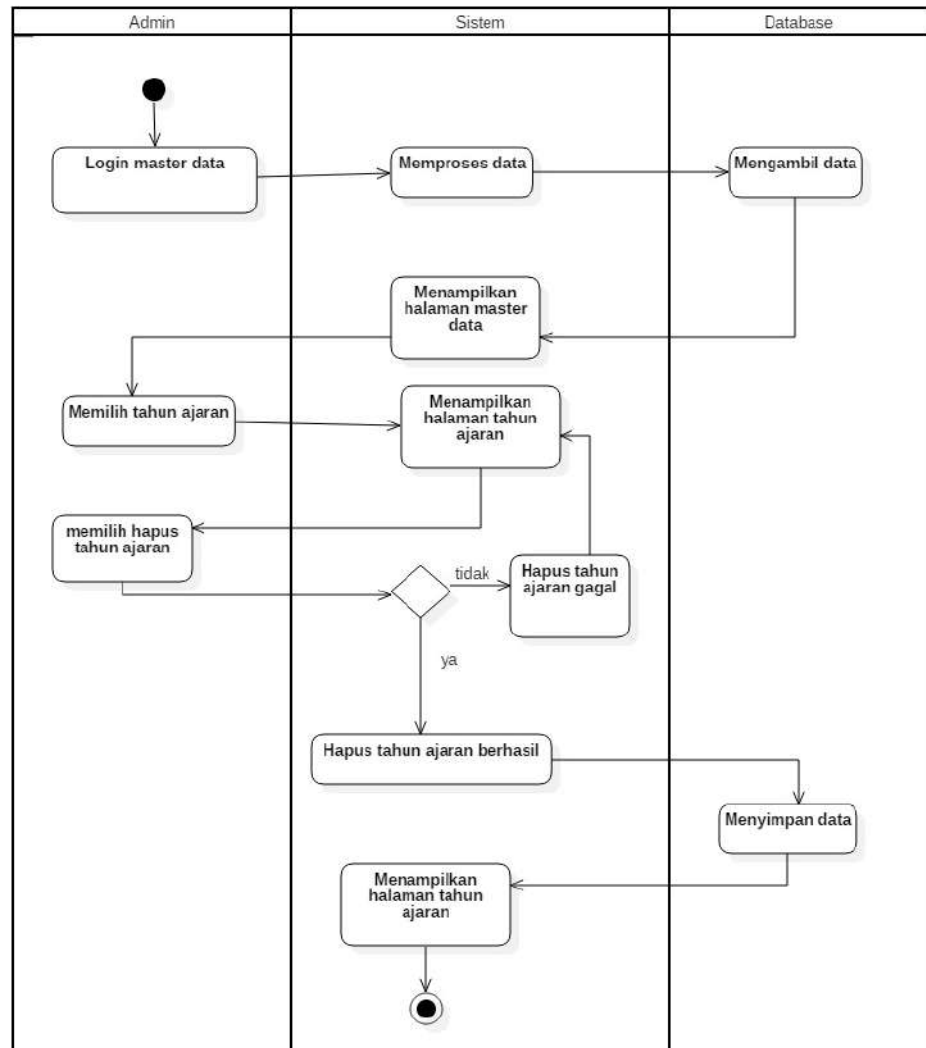 Admin
Sistem
Database
Login master data
Memproses data
Mengambil data
Menampilkan
halaman master
data
Memilih tahun ajaran
Menampilkan
halaman tahun
ajaran
memilih hapus
tahun ajaran
tidak
Hapus tahun
ajaran gagal
ya
Hapus tahun ajaran berhasil
Menyimpan data
Menampilkan
halaman tahun
ajaran